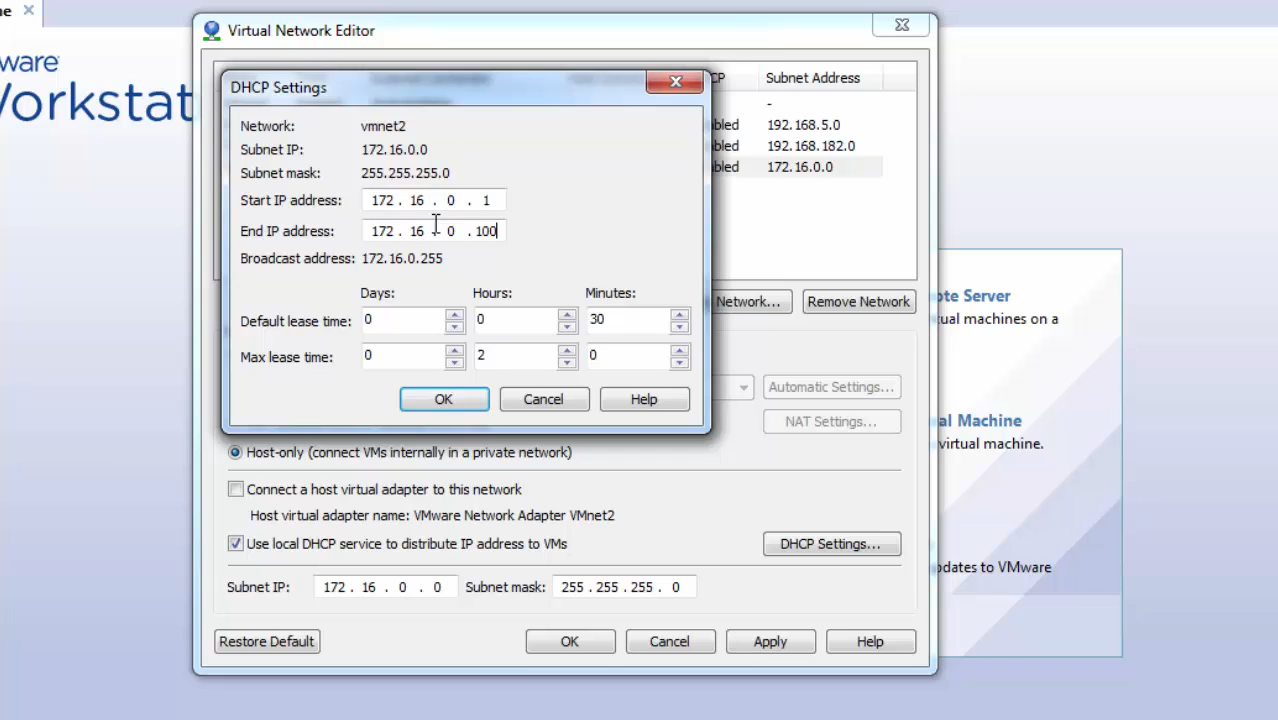 ne
ware
Workstat
Virtual Network Editor
Subnet Address
-
192.168.5.0
192.168.182.0
172.16.0.0
DHCP Settings
Network: vmnet2
Subnet IP: 172.16.0.0
Subnet mask: 255.255.255.0
Start IP address: 172 . 16 . 0 . 1
End IP address: 172 . 16 . 0 . 100
Broadcast address: 172.16.0.255
Days: Hours: Minutes:
Default lease time: 0 0 30
Max lease time: 0 2 0
OK Cancel Help
Network... Remove Network
Automatic Settings...
NAT Settings...
Host-only (connect VMs internally in a private network)
Connect a host virtual adapter to this network
Host virtual adapter name: VMware Network Adapter VMnet2
Use local DHCP service to distribute IP address to VMs
DHCP Settings...
Subnet IP: 172 . 16 . 0 . 0 Subnet mask: 255 . 255 . 255 . 0
Restore Default OK Cancel Apply Help
ote Server
tual machines on a
al Machine
virtual machine.
pdates to VMware